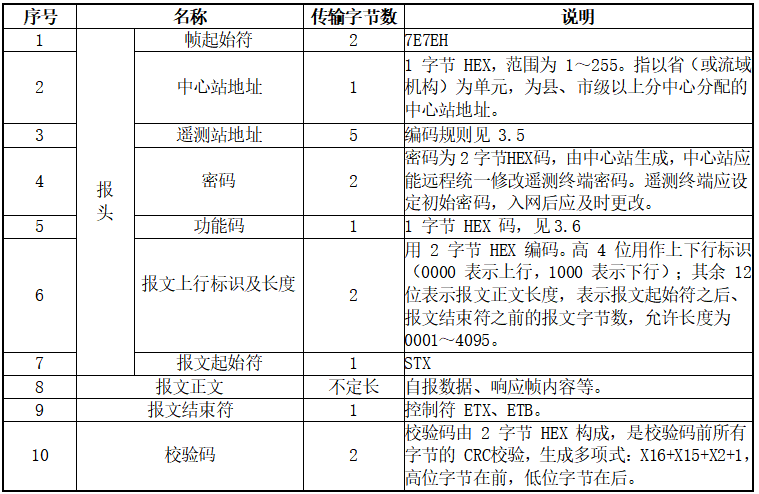 序号 名称 传输字节数 说明
1 帧起始符 2 7E7EH
2 中心站地址 1 1 字节 HEX，范围为 1～255。指以省（或流域
机构）为单元，为县、市级以上分中心分配的
中心站地址。
3 遥测站地址 5 编码规则见 3.5
4 密码 2 密码为2字节HEX码，由中心站生成，中心站应
能远程统一修改遥测终端密码。遥测终端应设
定初始密码，入网后应及时更改。
报
头
5 功能码 1 1 字节 HEX 码，见3.6
6 报文上行标识及长度 2 用 2 字节 HEX 编码。高 4 位用作上下行标识
（0000 表示上行，1000 表示下行）；其余 12
位表示报文正文长度，表示报文起始符之后、
报文结束符之前的报文字节数，允许长度为
0001～4095。
7 报文起始符 1 STX
8 报文正文 不定长 自报数据、响应帧内容等。
9 报文结束符 1 控制符 ETX、ETB。
10 校验码 2 校验码由 2 字节 HEX 构成，是校验码前所有
字节的 CRC校验，生成多项式：X16+X15+X2+1，
高位字节在前，低位字节在后。